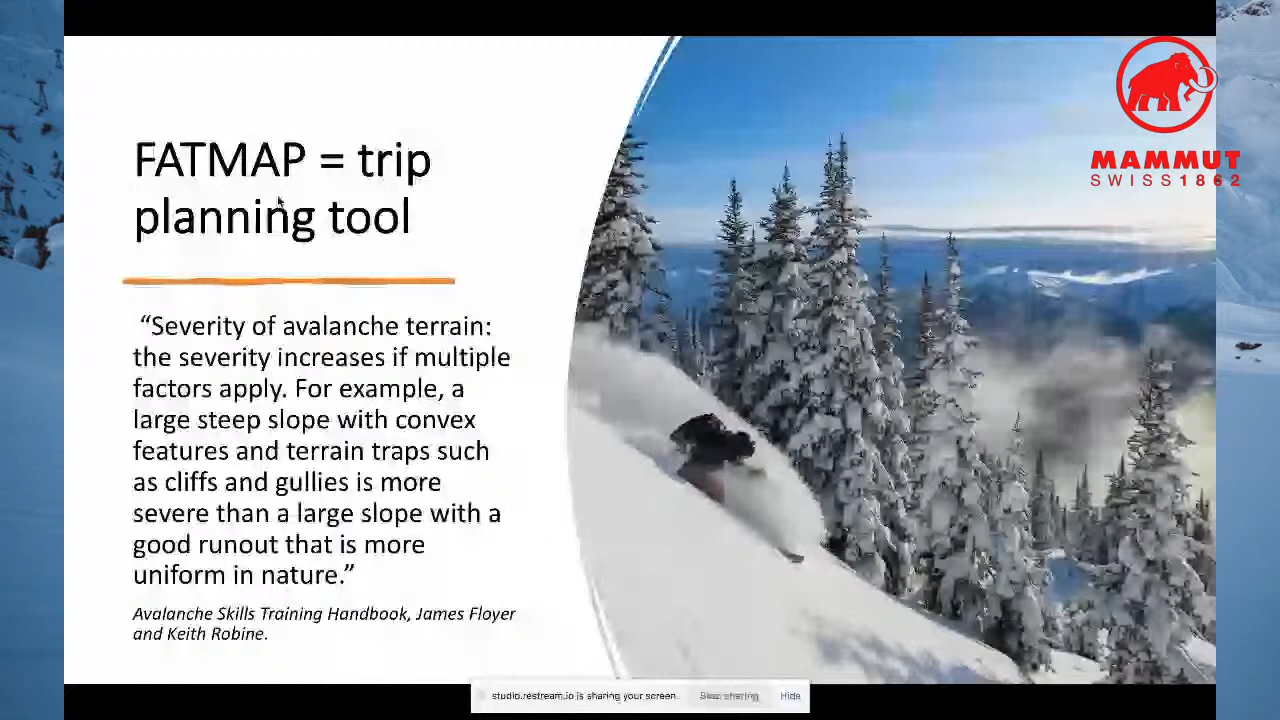 FATMAP = trip
planning tool
“Severity of avalanche terrain:
the severity increases if multiple
factors apply. For example, a
large steep slope with convex
features and terrain traps such
as cliffs and gullies is more
severe than a large slope with a
good runout that is more
uniform in nature.”
Avalanche Skills Training Handbook, James Floyer
and Keith Robine.
MAMMUT
SWISS1862
studio.restream.io is sharing your screen.
Stop sharing
Hide